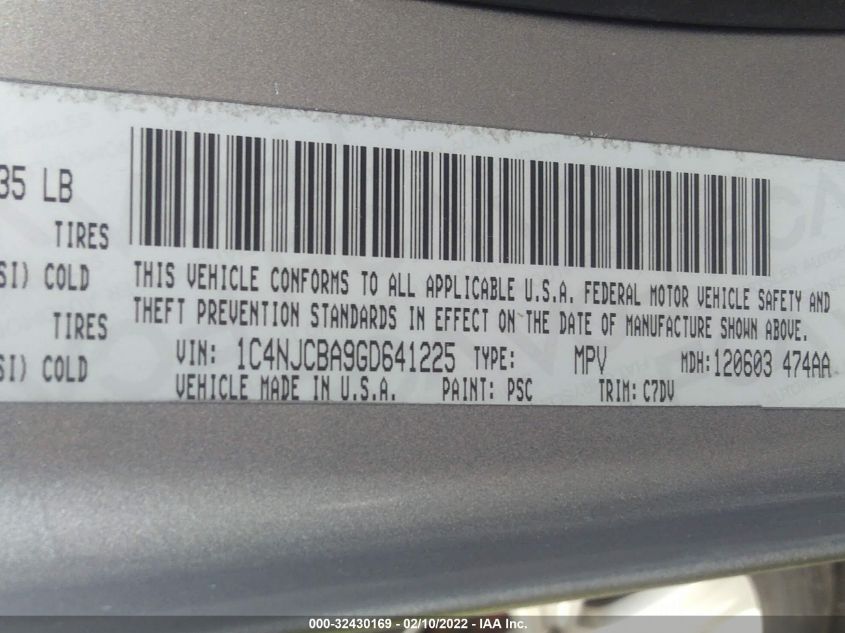 35 LB
TIRES
SI) COLD
TIRES
SI) COLD
THIS VEHICLE CONFORMS TO ALL APPLICABLE U.S.A. FEDERAL MOTOR VEHICLE SAFETY AND
THEFT PREVENTION STANDARDS IN EFFECT ON THE DATE OF MANUFACTURE SHOWN ABOVE.
VIN: 1C4NJCBA9GD641225 TYPE: MPV MDH:120603 474AA
VEHICLE MADE IN U.S.A. PAINT: PSC TRIM: C7DV
000-32430169 - 02/10/2022 - IAA Inc.